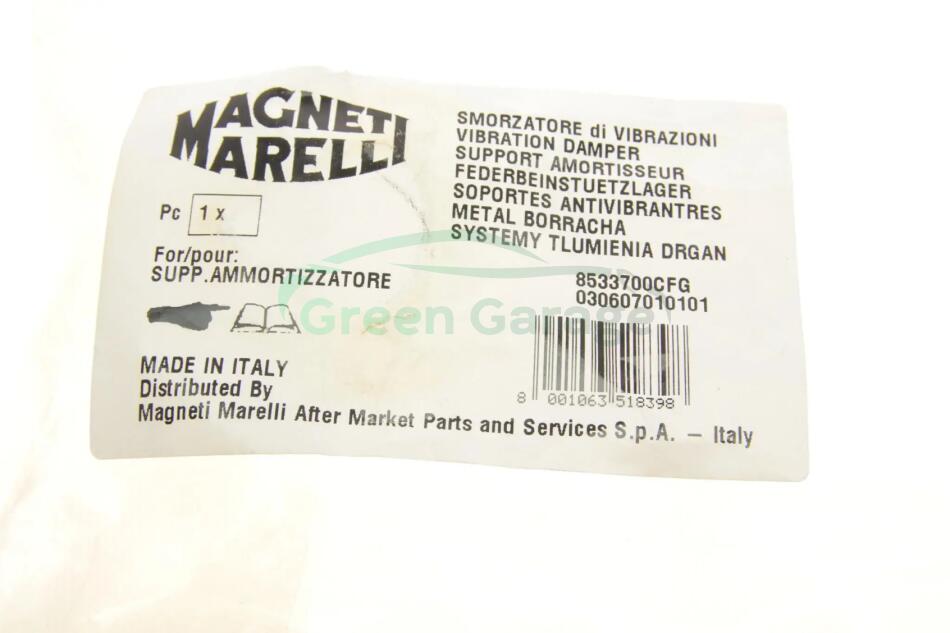 MAGNETI
MARELLI
Pc 1 x
For/pour:
SUPP.AMMORTIZZATORE
SMORZATORE di VIBRAZIONI
VIBRATION DAMPER
SUPPORT AMORTISSEUR
FEDERBEINSTUETZLAGER
SOPORTES ANTIVIBRANTRES
METAL BORRACHA
SYSTEMY TLUMIENIA DRGAN
8533700CFG
030607010101
Green Garage
8 001063 518398
MADE IN ITALY
Distributed By
Magneti Marelli After Market Parts and Services S.p.A. – Italy